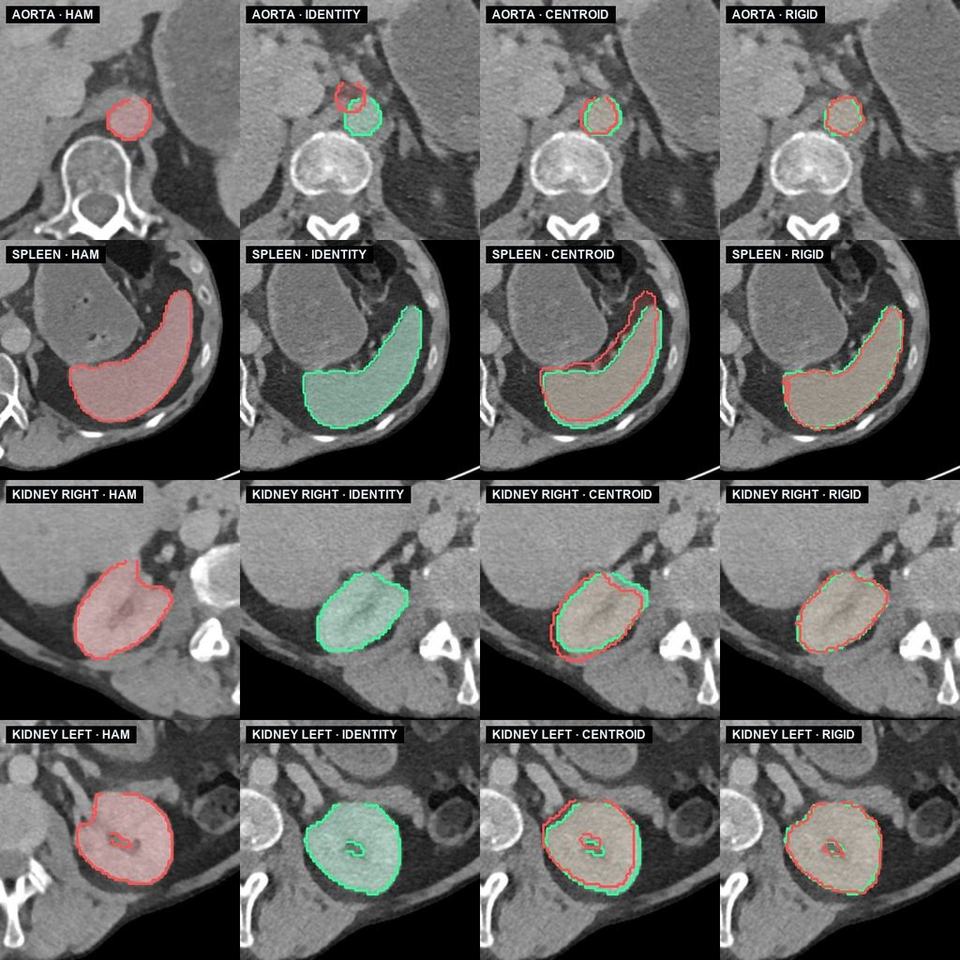 AORTA · HAM
AORTA · IDENTITY
AORTA · CENTROID
AORTA · RIGID
SPLEEN · HAM
SPLEEN · IDENTITY
SPLEEN · CENTROID
SPLEEN · RIGID
KIDNEY RIGHT · HAM
KIDNEY RIGHT · IDENTITY
KIDNEY RIGHT · CENTROID
KIDNEY RIGHT · RIGID
KIDNEY LEFT · HAM
KIDNEY LEFT · IDENTITY
KIDNEY LEFT · CENTROID
KIDNEY LEFT · RIGID